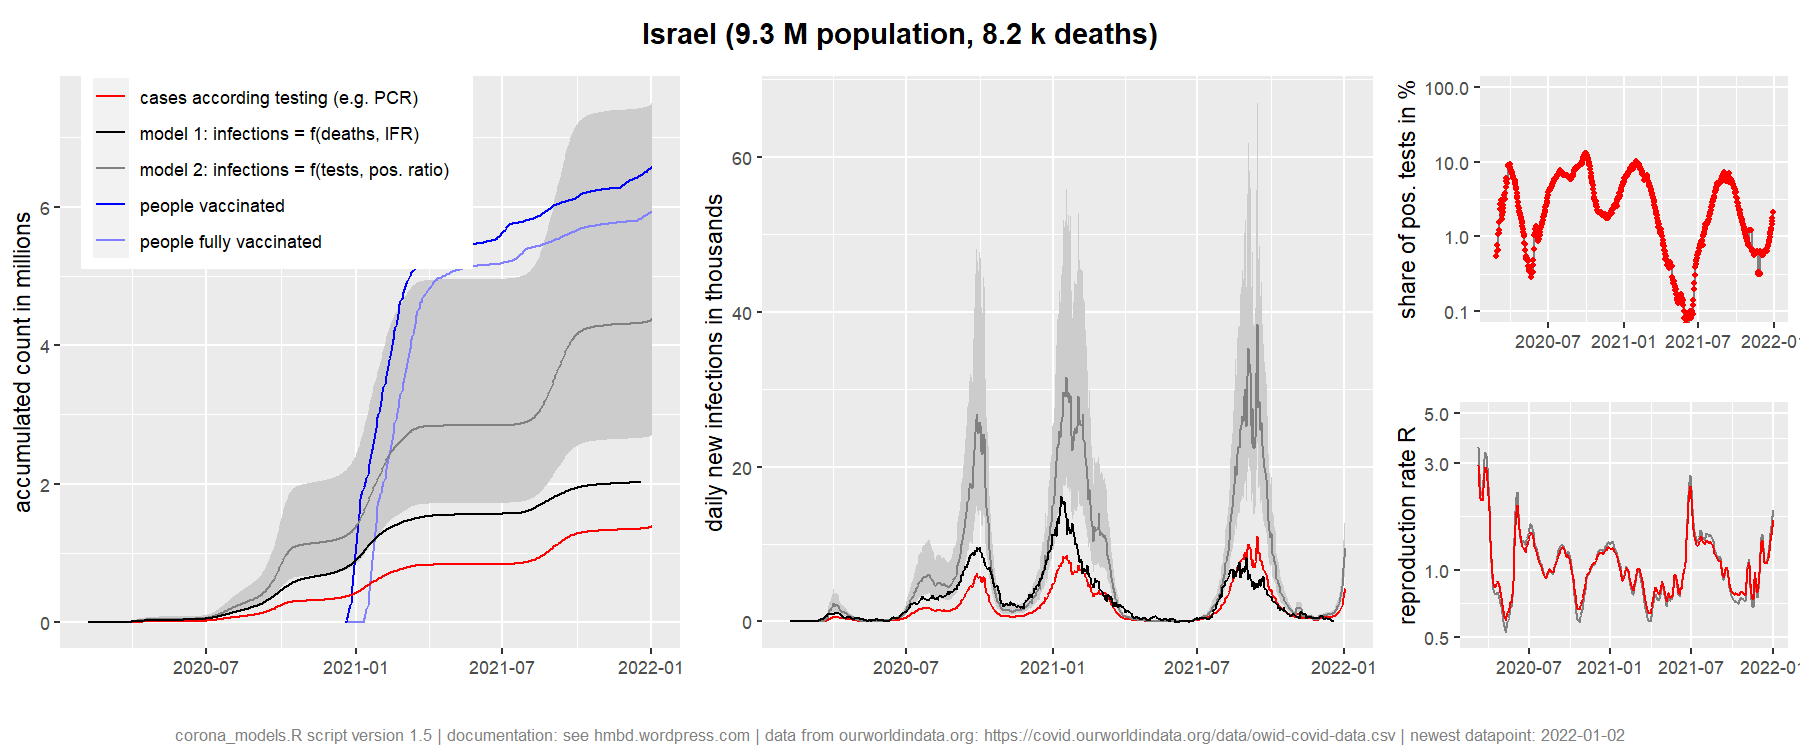 Israel (9.3 M population, 8.2 k deaths)
cases according testing (e.g. PCR)
model 1: infections = f(deaths, IFR)
model 2: infections = f(tests, pos. ratio)
people vaccinated
people fully vaccinated
accumulated count in millions
6
4
2
0
2020-07
2021-01
2021-07
2022-01
daily new infections in thousands
60
40
20
0
2020-07
2021-01
2021-07
2022-01
share of pos. tests in %
100.0
10.0
1.0
0.1
2020-07
2021-01
2021-07
2022-0
reproduction rate R
5.0
3.0
1.0
0.5
2020-07
2021-01
2021-07
2022-0
corona_models.R script version 1.5 | documentation: see hmbd.wordpress.com | data from ourworldindata.org: https://covid.ourworldindata.org/data/owid-covid-data.csv | newest datapoint: 2022-01-02